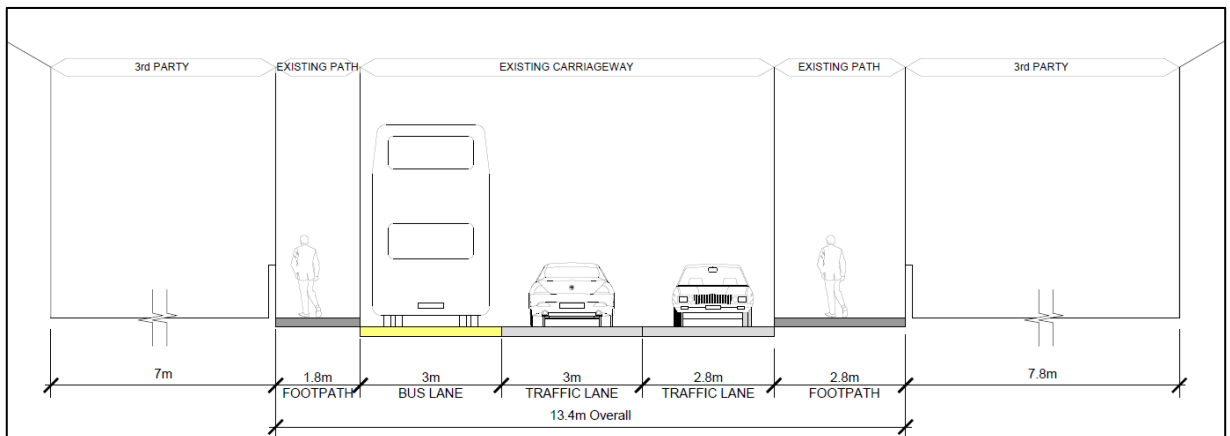 3rd PARTY
EXISTING PATH
EXISTING CARRIAGEWAY
EXISTING PATH
3rd PARTY
7m
1.8m
3m
3m
2.8m
2.8m
7.8m
FOOTPATH
BUS LANE
TRAFFIC LANE
TRAFFIC LANE
FOOTPATH
13.4m Overall